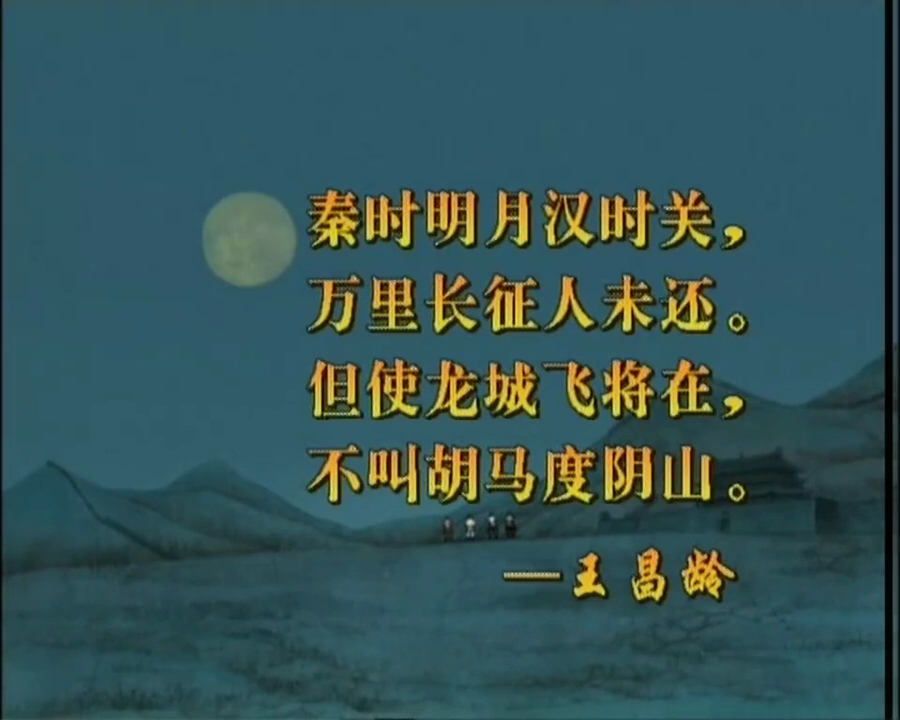 秦时明月汉时关，
万里长征人未还。
但使龙城飞将在，
不叫胡马度阴山。
—王昌龄